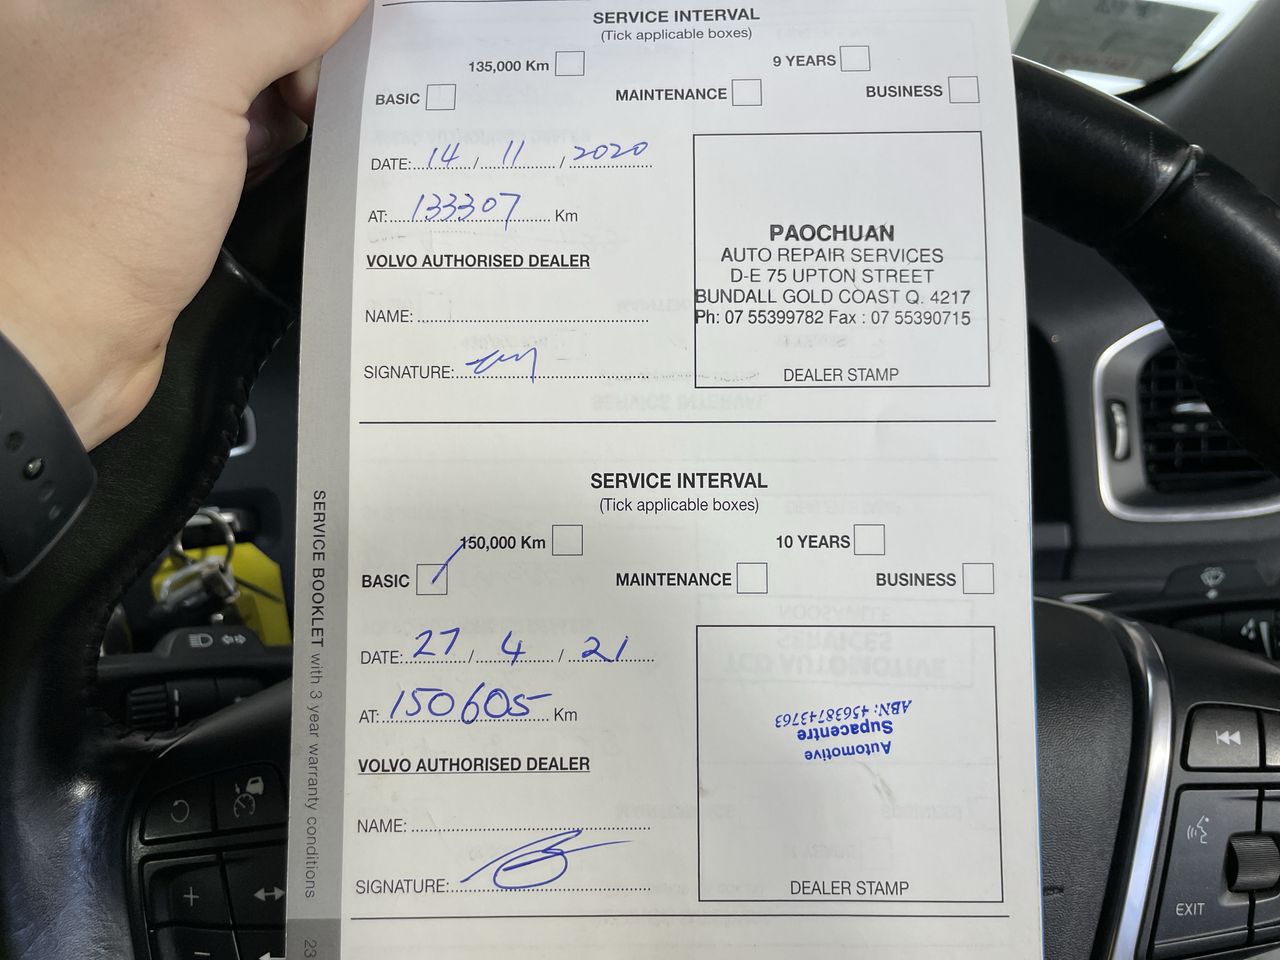 SERVICE INTERVAL
(Tick applicable boxes)
135,000 Km
9 YEARS
BASIC
MAINTENANCE
BUSINESS
DATE: 14 / 11 / 2020
AT: 133307 Km
VOLVO AUTHORISED DEALER
NAME:
SIGNATURE:
PAOCHUAN
AUTO REPAIR SERVICES
D-E 75 UPTON STREET
BUNDALL GOLD COAST Q. 4217
Ph: 07 55399782 Fax : 07 55390715
DEALER STAMP
SERVICE INTERVAL
(Tick applicable boxes)
150,000 Km
10 YEARS
BASIC
MAINTENANCE
BUSINESS
DATE: 27 / 4 / 21
AT: 150605 Km
VOLVO AUTHORISED DEALER
NAME:
SIGNATURE:
Automotive
Supacentre
ABN: 45638743763
DEALER STAMP
SERVICE BOOKLET with 3 year warranty conditions
23
EXIT